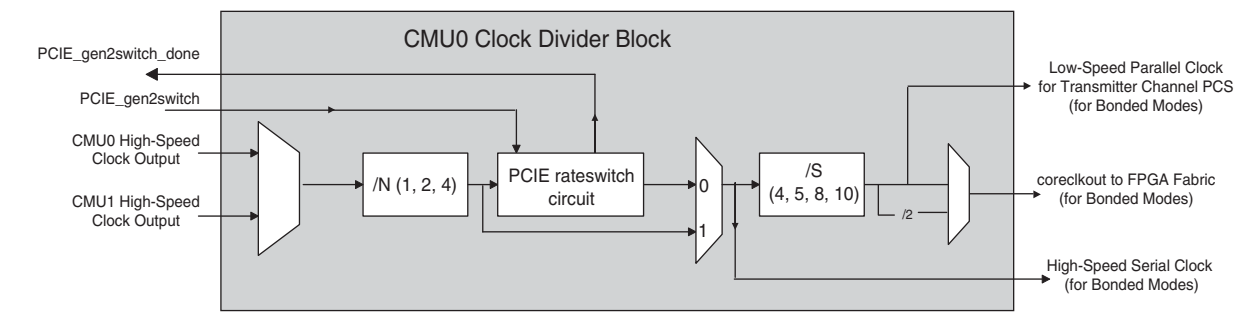 CMU0 Clock Divider Block
PCIE_gen2switch_done
PCIE_gen2switch
CMU0 High-Speed
Clock Output
CMU1 High-Speed
Clock Output
/N (1, 2, 4)
PCIE rateswitch
circuit
0
1
/S
(4, 5, 8, 10)
/2
Low-Speed Parallel Clock
for Transmitter Channel PCS
(for Bonded Modes)
coreclkout to FPGA Fabric
(for Bonded Modes)
High-Speed Serial Clock
(for Bonded Modes)